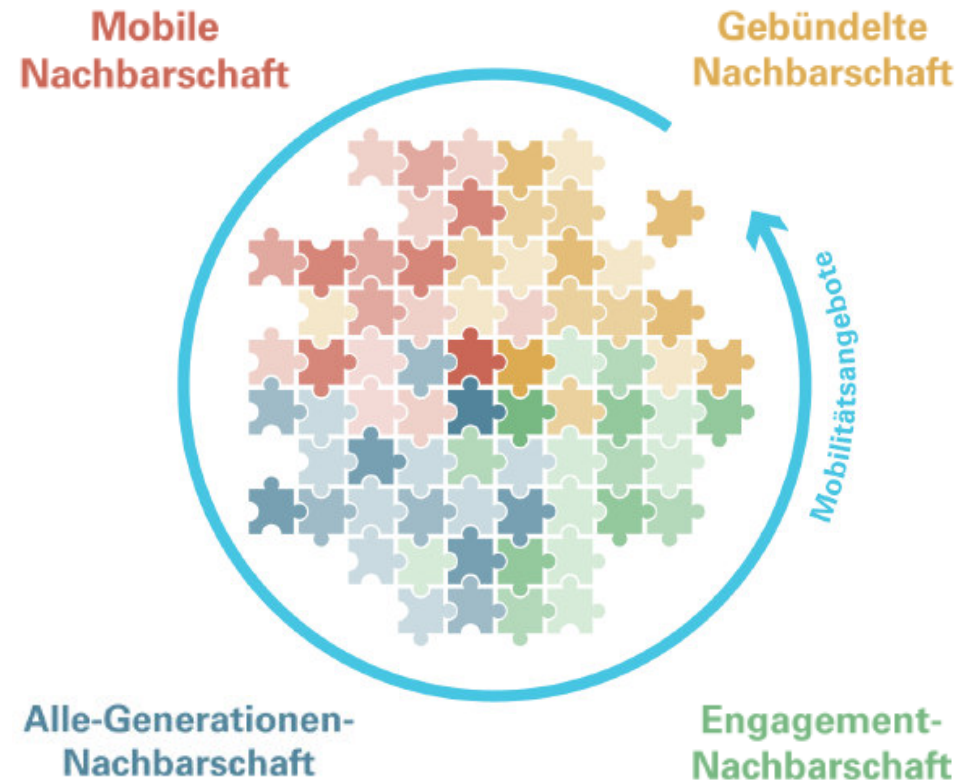 Mobile
Nachbarschaft
Gebündelte
Nachbarschaft
Mobilitätsangebote
Alle-Generationen-
Nachbarschaft
Engagement-
Nachbarschaft